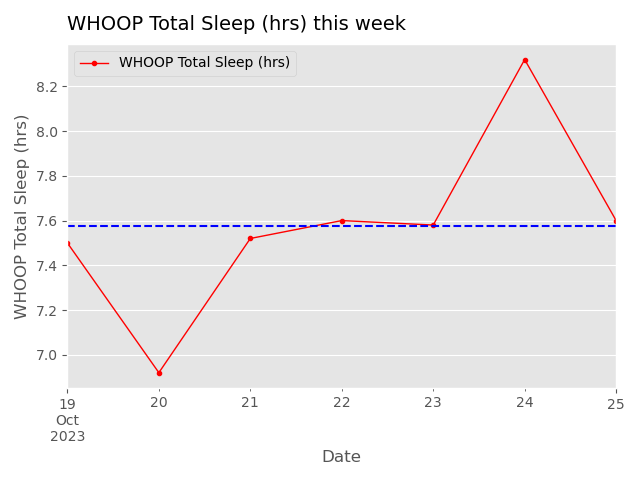 WHOOP Total Sleep (hrs) this week
WHOOP Total Sleep (hrs)
WHOOP Total Sleep (hrs)
8.2
8.0
7.8
7.6
7.4
7.2
7.0
19 20 21 22 23 24 25
Oct
2023
Date